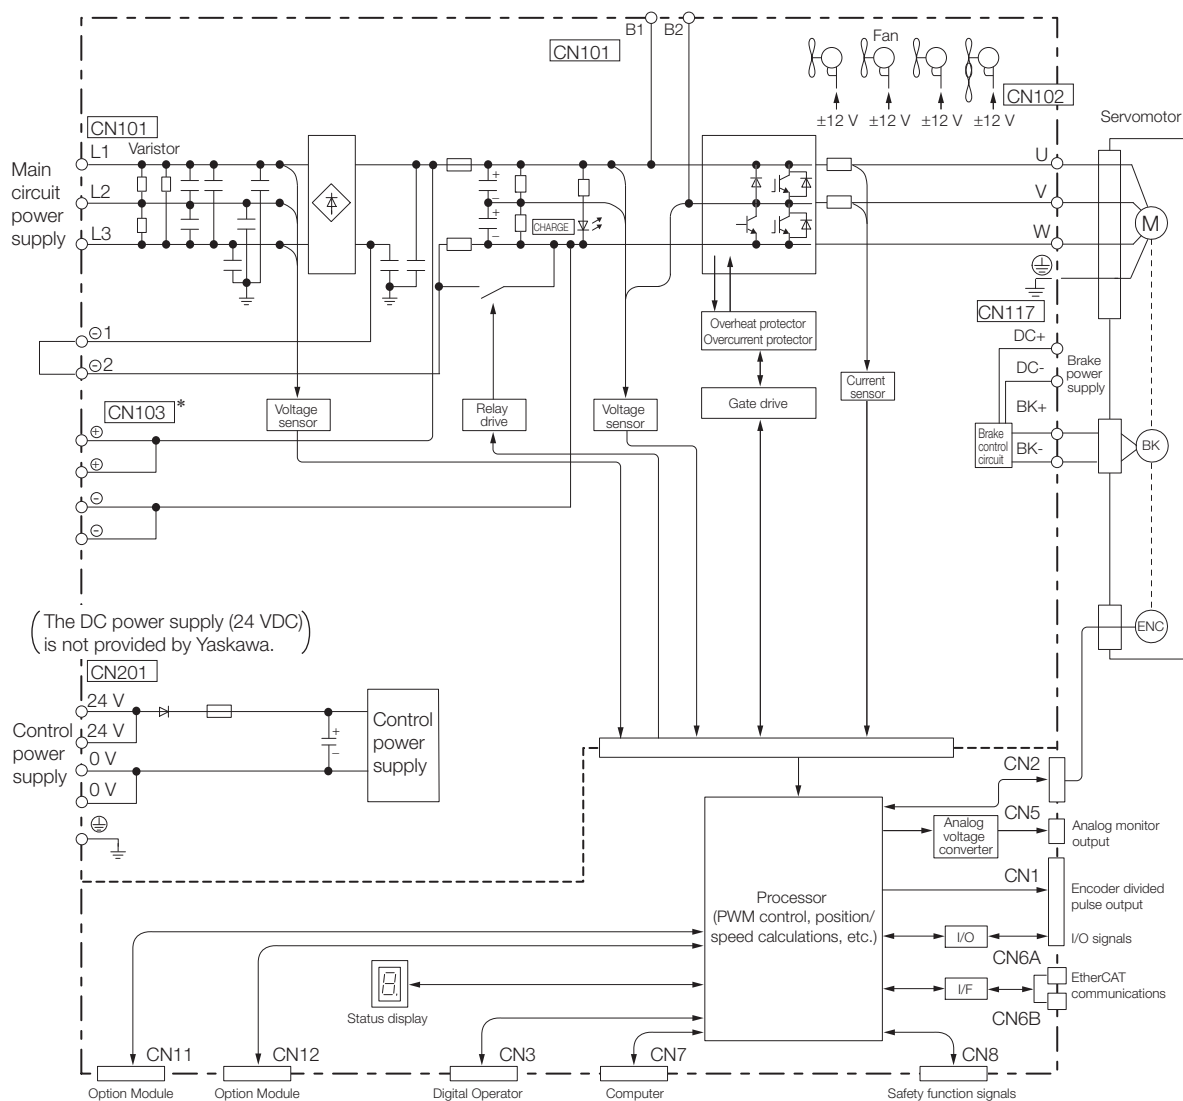 B1
B2
CN101
Fan
±12 V
±12 V
±12 V
±12 V
CN102
Servomotor
CN101
Main
circuit
power
supply
L1
Varistor
L2
L3
+
−
+
−
CHARGE
U
V
W
M
⊖1
⊖2
CN103*
⊕
⊕
⊖
⊖
Voltage
sensor
Relay
drive
Voltage
sensor
Overheat protector
Overcurrent protector
Gate drive
Current
sensor
CN117
DC+
DC-
BK+
BK-
Brake
power
supply
Brake
control
circuit
BK
ENC
(The DC power supply (24 VDC)
is not provided by Yaskawa.)
CN201
Control
power
supply
24 V
24 V
0 V
0 V
+
−
Control
power
supply
Processor
(PWM control, position/
speed calculations, etc.)
CN2
CN5
Analog
voltage
converter
Analog monitor
output
CN1
Encoder divided
pulse output
I/O
I/O signals
CN6A
I/F
EtherCAT
communications
CN6B
8.
Status display
CN11
CN12
CN3
CN7
CN8
Option Module
Option Module
Digital Operator
Computer
Safety function signals